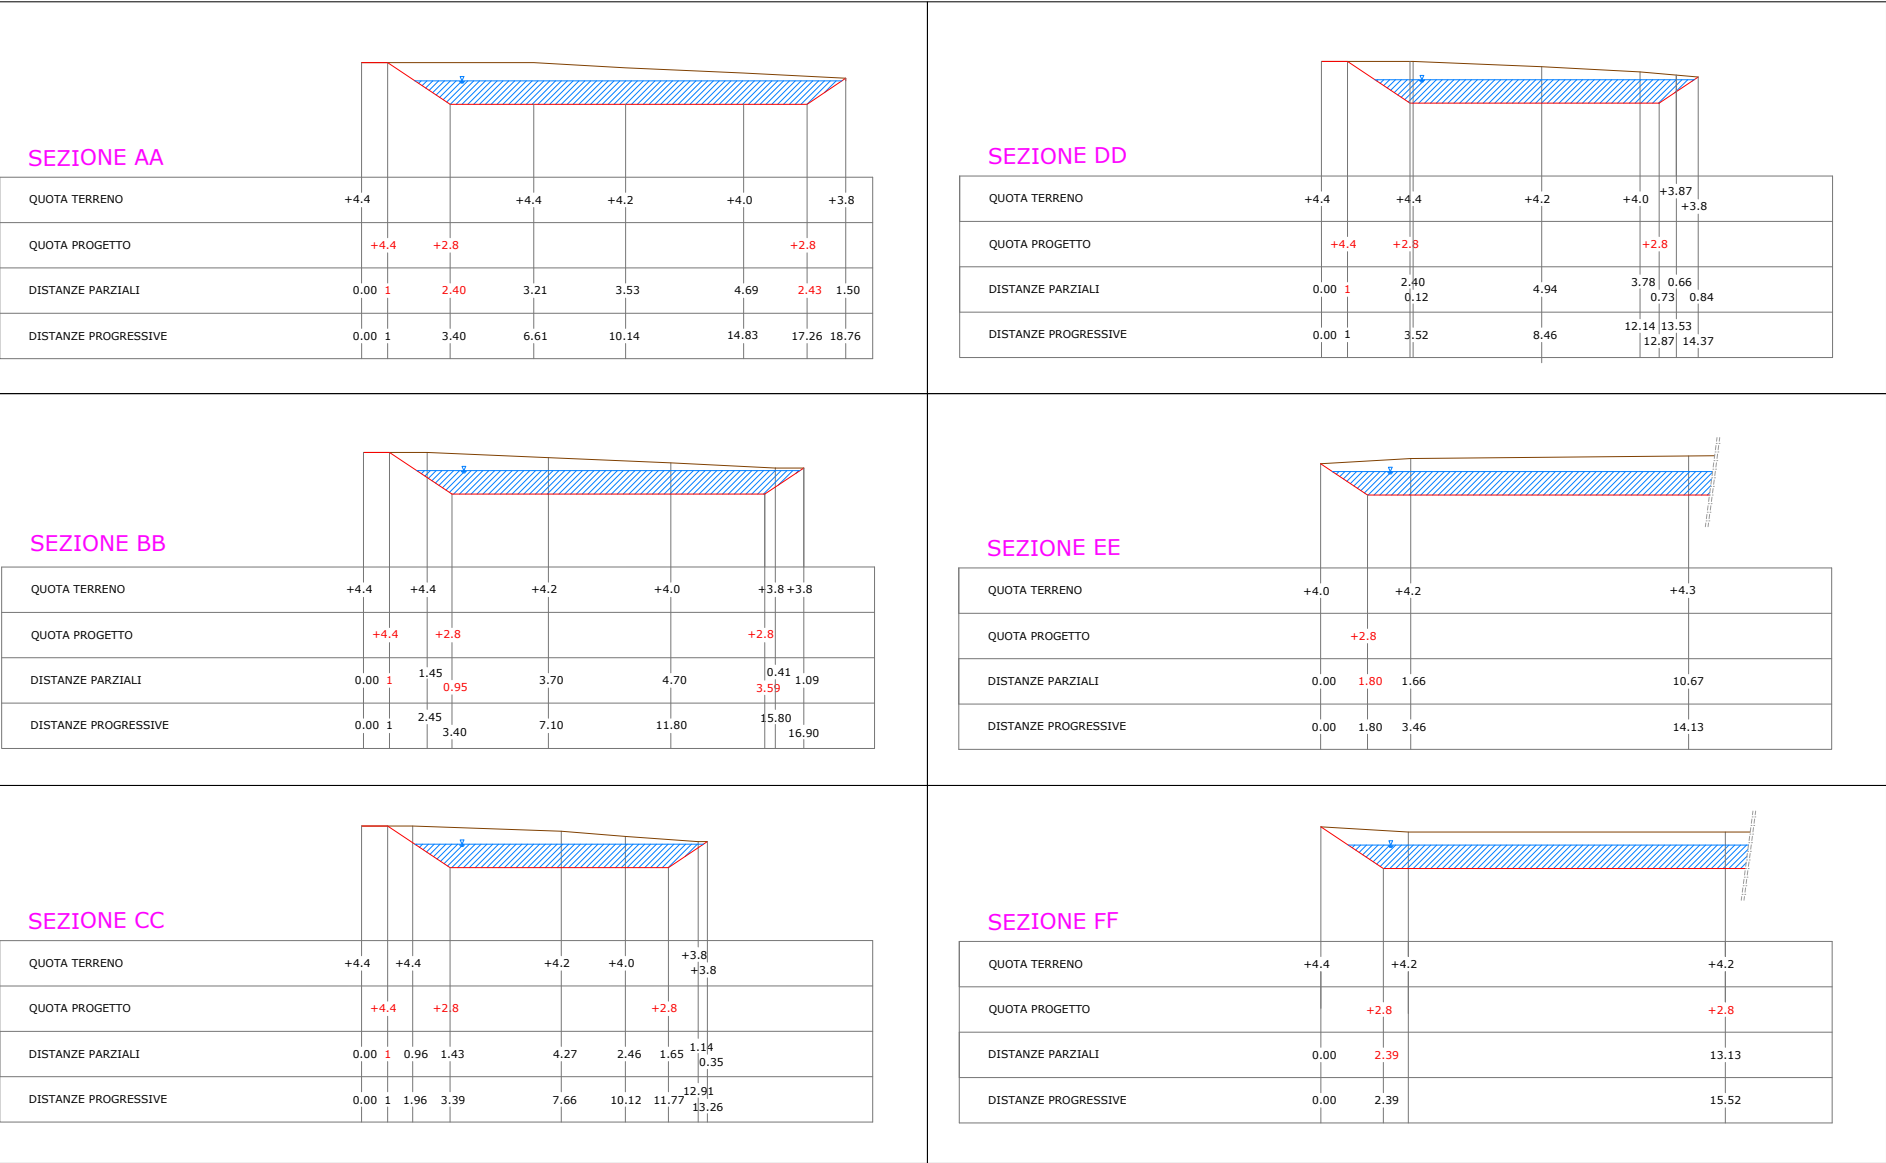 SEZIONE AA
QUOTA TERRENO +4.4 +4.4 +4.2 +4.0 +3.8
QUOTA PROGETTO +4.4 +2.8 +2.8
DISTANZE PARZIALI 0.00 1 2.40 3.21 3.53 4.69 2.43 1.50
DISTANZE PROGRESSIVE 0.00 1 3.40 6.61 10.14 14.83 17.26 18.76
SEZIONE DD
QUOTA TERRENO +4.4 +4.4 +4.2 +4.0 +3.87 +3.8
QUOTA PROGETTO +4.4 +2.8 +2.8
DISTANZE PARZIALI 0.00 1 2.40 0.12 4.94 3.78 0.73 0.66 0.84
DISTANZE PROGRESSIVE 0.00 1 3.52 8.46 12.14 12.87 13.53 14.37
SEZIONE BB
QUOTA TERRENO +4.4 +4.4 +4.2 +4.0 +3.8 +3.8
QUOTA PROGETTO +4.4 +2.8 +2.8
DISTANZE PARZIALI 0.00 1 1.45 0.95 3.70 4.70 3.59 0.41 1.09
DISTANZE PROGRESSIVE 0.00 1 2.45 3.40 7.10 11.80 15.80 16.90
SEZIONE EE
QUOTA TERRENO +4.0 +4.2 +4.3
QUOTA PROGETTO +2.8
DISTANZE PARZIALI 0.00 1.80 1.66 10.67
DISTANZE PROGRESSIVE 0.00 1.80 3.46 14.13
SEZIONE CC
QUOTA TERRENO +4.4 +4.4 +4.2 +4.0 +3.8 +3.8
QUOTA PROGETTO +4.4 +2.8 +2.8
DISTANZE PARZIALI 0.00 1 0.96 1.43 4.27 2.46 1.65 1.14 0.35
DISTANZE PROGRESSIVE 0.00 1 1.96 3.39 7.66 10.12 11.77 12.91 13.26
SEZIONE FF
QUOTA TERRENO +4.4 +4.2 +4.2
QUOTA PROGETTO +2.8 +2.8
DISTANZE PARZIALI 0.00 2.39 13.13
DISTANZE PROGRESSIVE 0.00 2.39 15.52